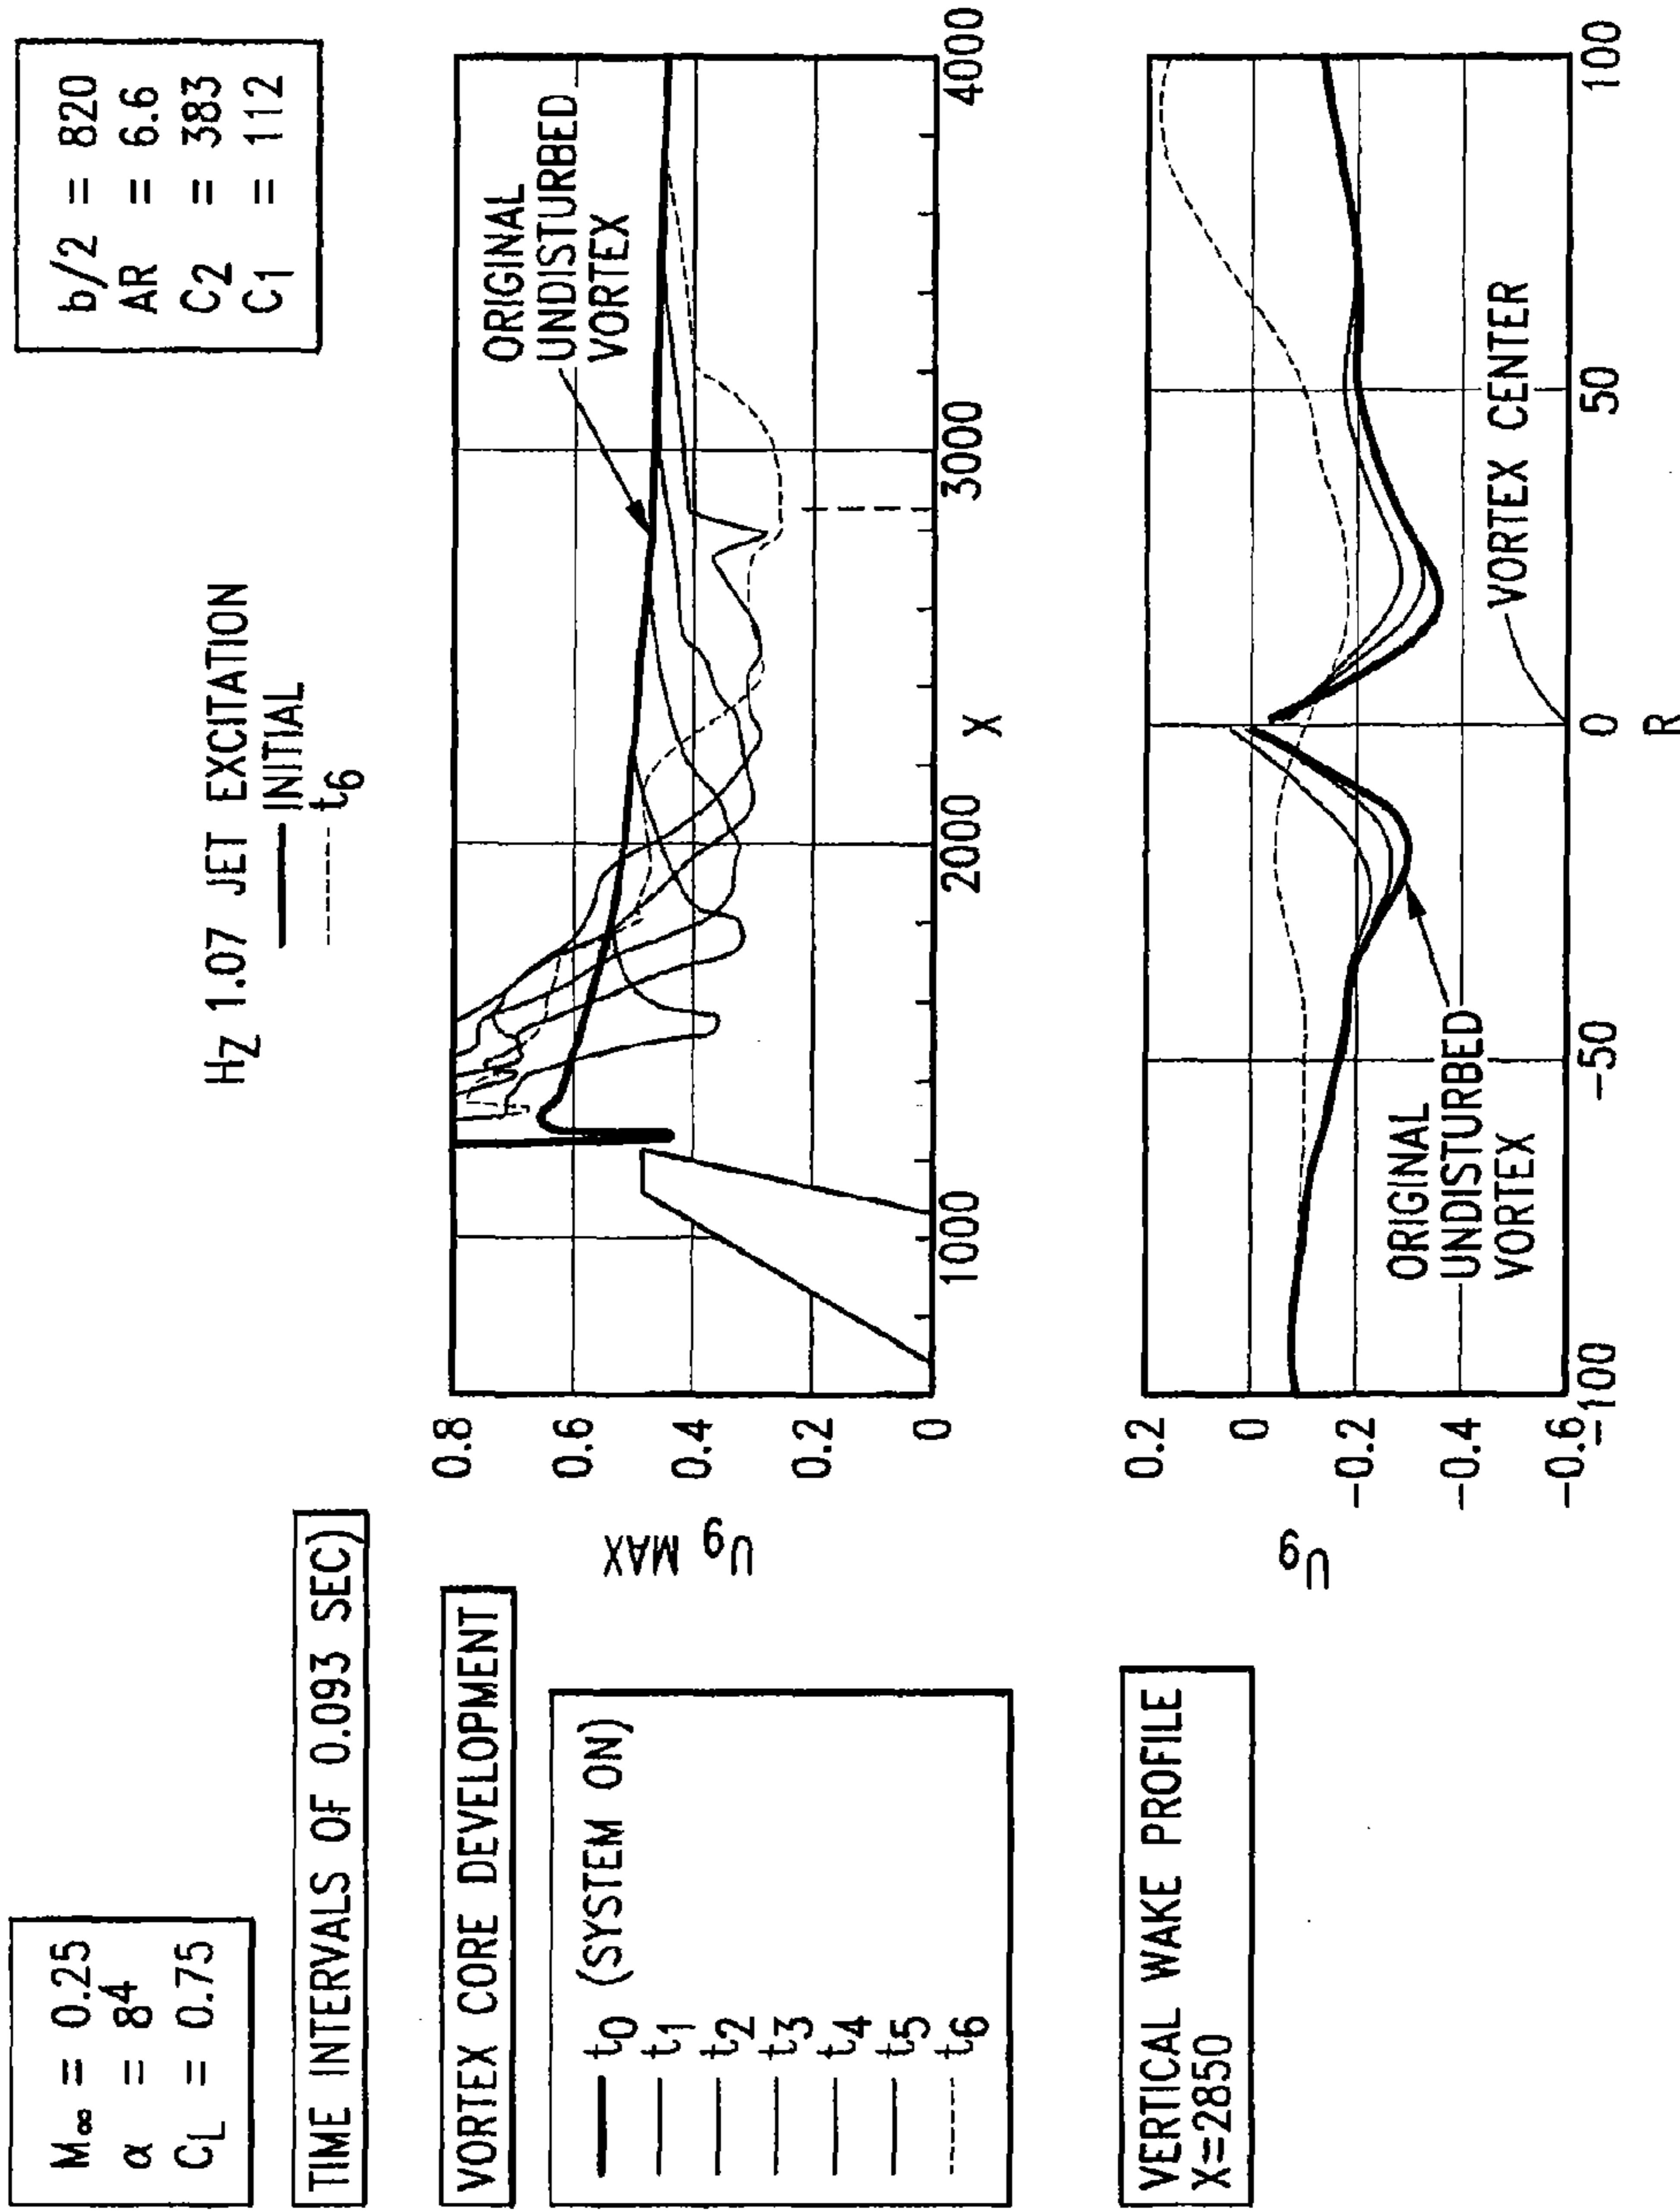 M∞ = 0.25
α = 8⁴
CL = 0.75
TIME INTERVALS OF 0.093 SEC)
VORTEX CORE DEVELOPMENT
t0 (SYSTEM ON)
t1
t2
t3
t4
t5
t6
VERTICAL WAKE PROFILE
X=2850
HZ 1.07 JET EXCITATION
INITIAL
t6
b/2 = 820
AR = 6.6
C2 = 383
C1 = 112
U9 MAX
0.8
0.6
0.4
0.2
0
1000
2000
3000
4000
X
ORIGINAL
UNDISTURBED
VORTEX
U9
0.2
0
-0.2
-0.4
-0.6
-100
-50
0
50
100
R
ORIGINAL
UNDISTURBED
VORTEX
VORTEX CENTER